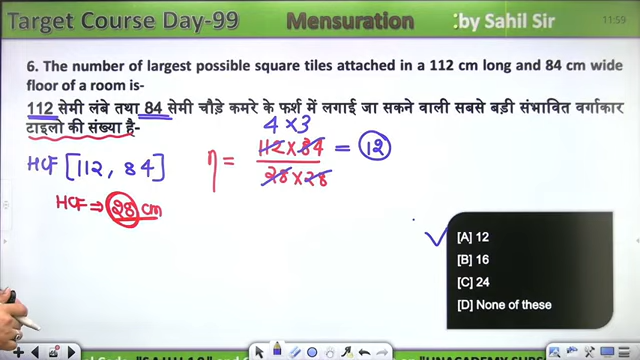 Target Course Day-99 Mensuration :by Sahil Sir 11:59
6. The number of largest possible square tiles attached in a 112 cm long and 84 cm wide
floor of a room is-
112 सेमी लंबे तथा 84 सेमी चौड़े कमरे के फर्श में लगाई जा सकने वाली सबसे बड़ी संभावित वर्गाकार
टाइलो की संख्या है-
4 × 3
HCF [112, 84]
η = 112 × 84 / 28 × 28 = 12
HCF ⇒ 28 cm
[A] 12
[B] 16
[C] 24
[D] None of these